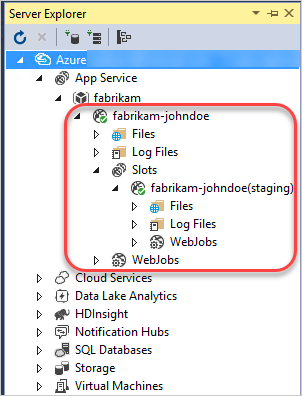 Server Explorer
Azure
App Service
fabrikam
fabrikam-johndoe
Files
Log Files
Slots
fabrikam-johndoe(staging)
Files
Log Files
WebJobs
WebJobs
Cloud Services
Data Lake Analytics
HDInsight
Notification Hubs
SQL Databases
Storage
Virtual Machines